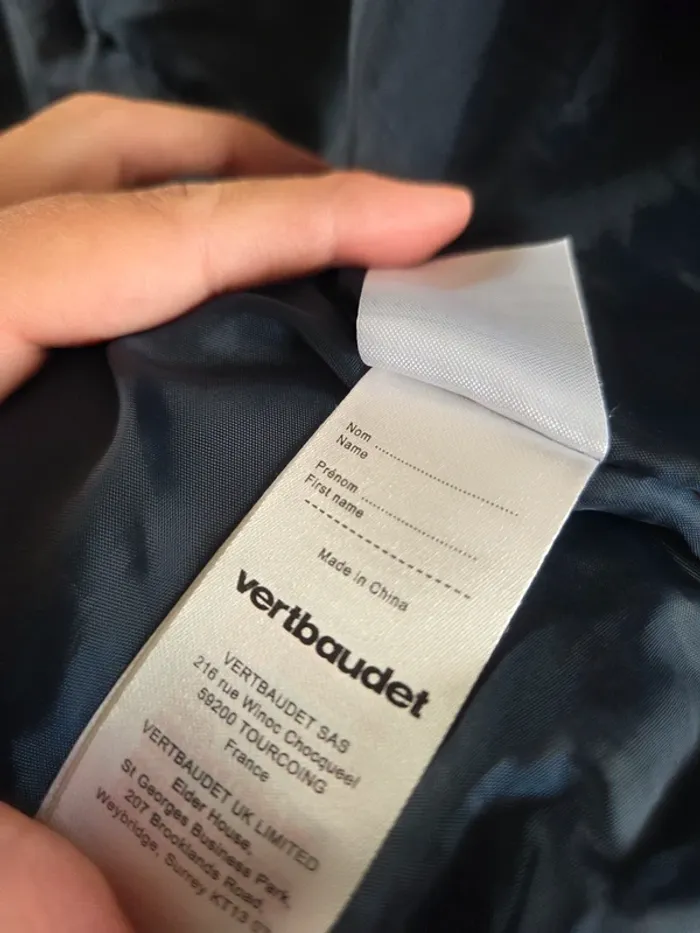 Nom ........................................
Name
Prénom ..............................
First name
--------------------------------
Made in China
vertbaudet
VERTBAUDET SAS
216 rue Winoc Chocqueel
59200 TOURCOING
France
VERTBAUDET UK LIMITED
Elder House,
St Georges Business Park,
207 Brooklands Road,
Weybridge, Surrey KT13